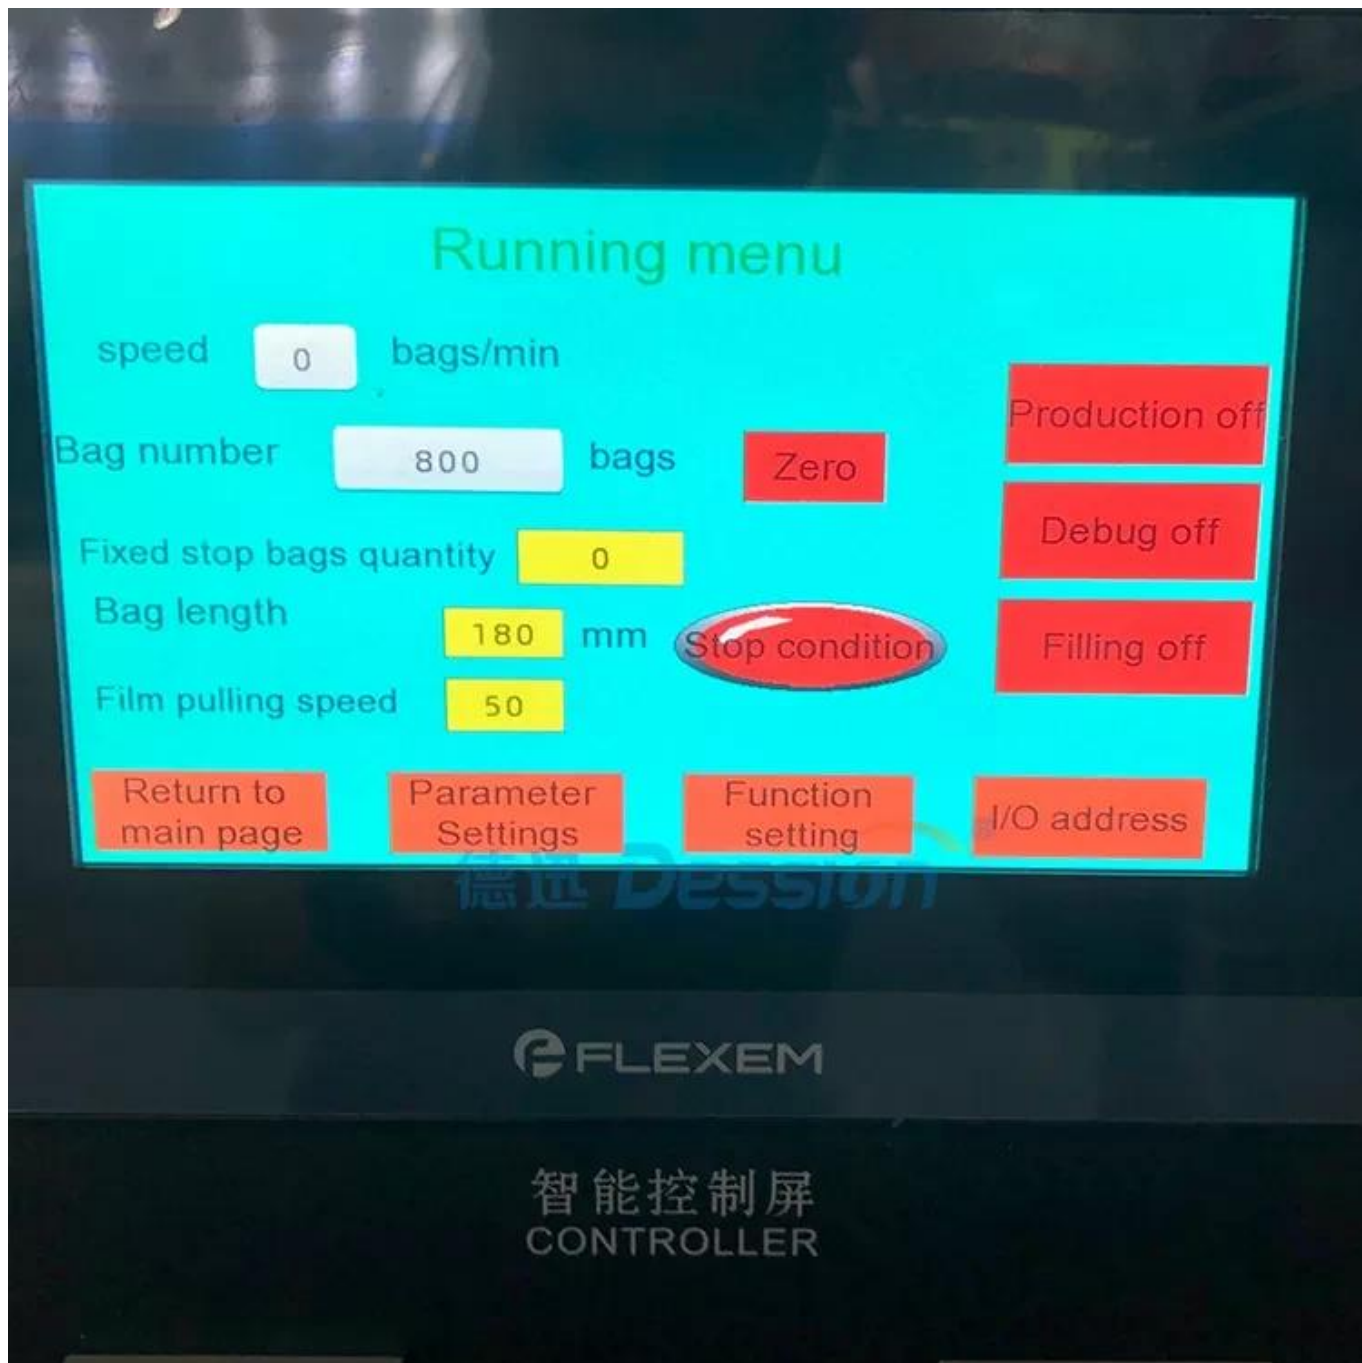 Running menu
speed 0 bags/min
Production off
Bag number 800 bags Zero
Debug off
Fixed stop bags quantity 0
Bag length 180 mm Stop condition
Filling off
Film pulling speed 50
Return to
main page
Parameter
Settings
Function
setting
I/O address
德迅 Dession
FLEXEM
智能控制屏
CONTROLLER